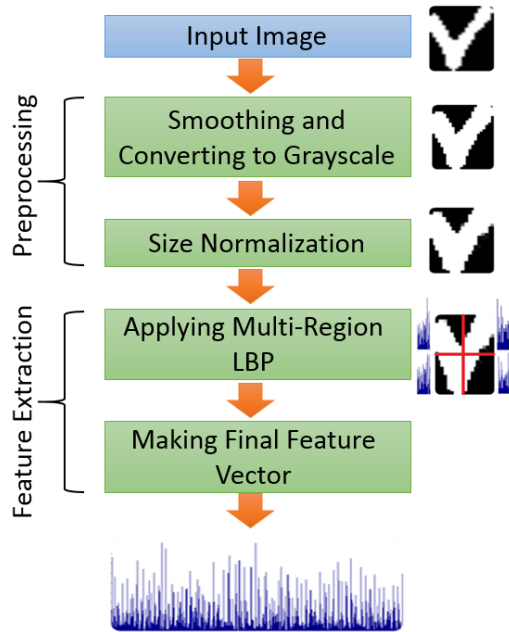 Input Image
Preprocessing
Smoothing and
Converting to Grayscale
Size Normalization
Feature Extraction
Applying Multi-Region
LBP
Making Final Feature
Vector